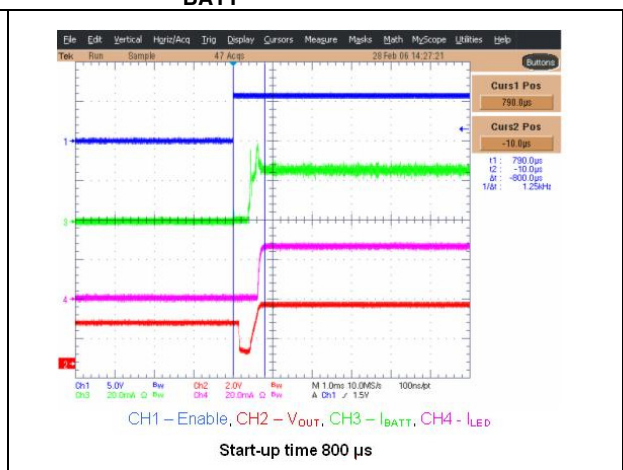 BATT
File Edit Vertical Horiz/Acq Trig Display Cursors Measure Masks Math MyScope Utilities Help
Tek Run Sample 47 Acqs 28 Feb 06 14:27:21
Buttons
Curs1 Pos
790.0µs
Curs2 Pos
-10.0µs
t1: 790.0µs
t2: -10.0µs
Δt: -800.0µs
1/Δt: 1.25kHz
1
3
4
2
Ch1 5.0V Bw Ch2 2.0V Bw M 1.0ms 10.0MS/s 100ns/pt
Ch3 20.0mA Ω Bw Ch4 20.0mA Ω Bw A Ch1 ∕ 1.5V
CH1 – Enable, CH2 – VOUT, CH3 – IBATT, CH4 - ILED
Start-up time 800 µs